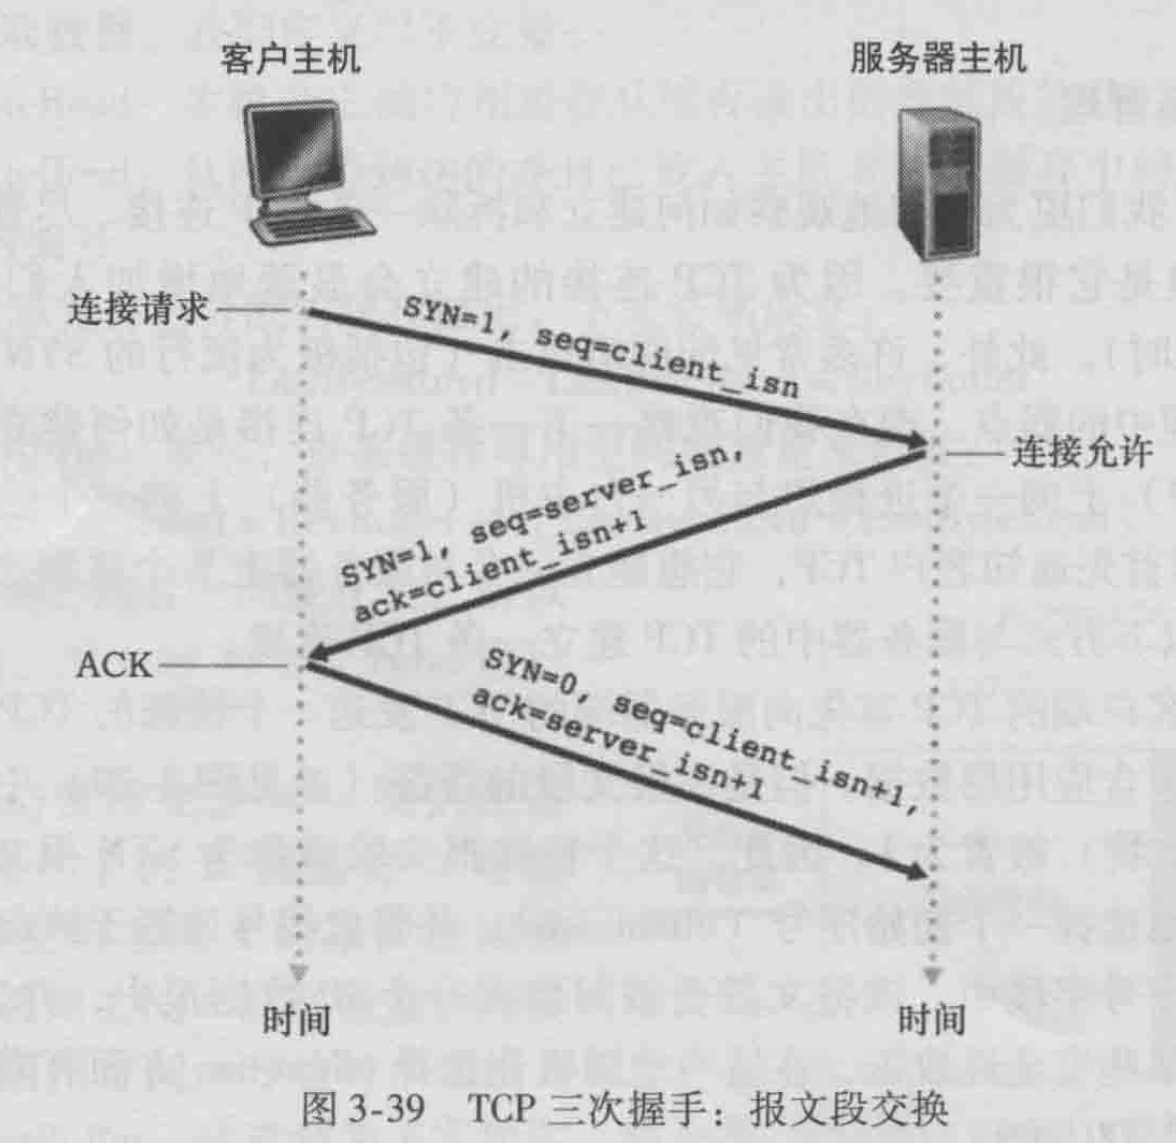 客户主机
服务器主机
连接请求
SYN=1, seq=client_isn
连接允许
SYN=1, seq=server_isn,
ack=client_isn+1
ACK
SYN=0, seq=client_isn+1,
ack=server_isn+1
时间
时间
图 3-39 TCP 三次握手：报文段交换